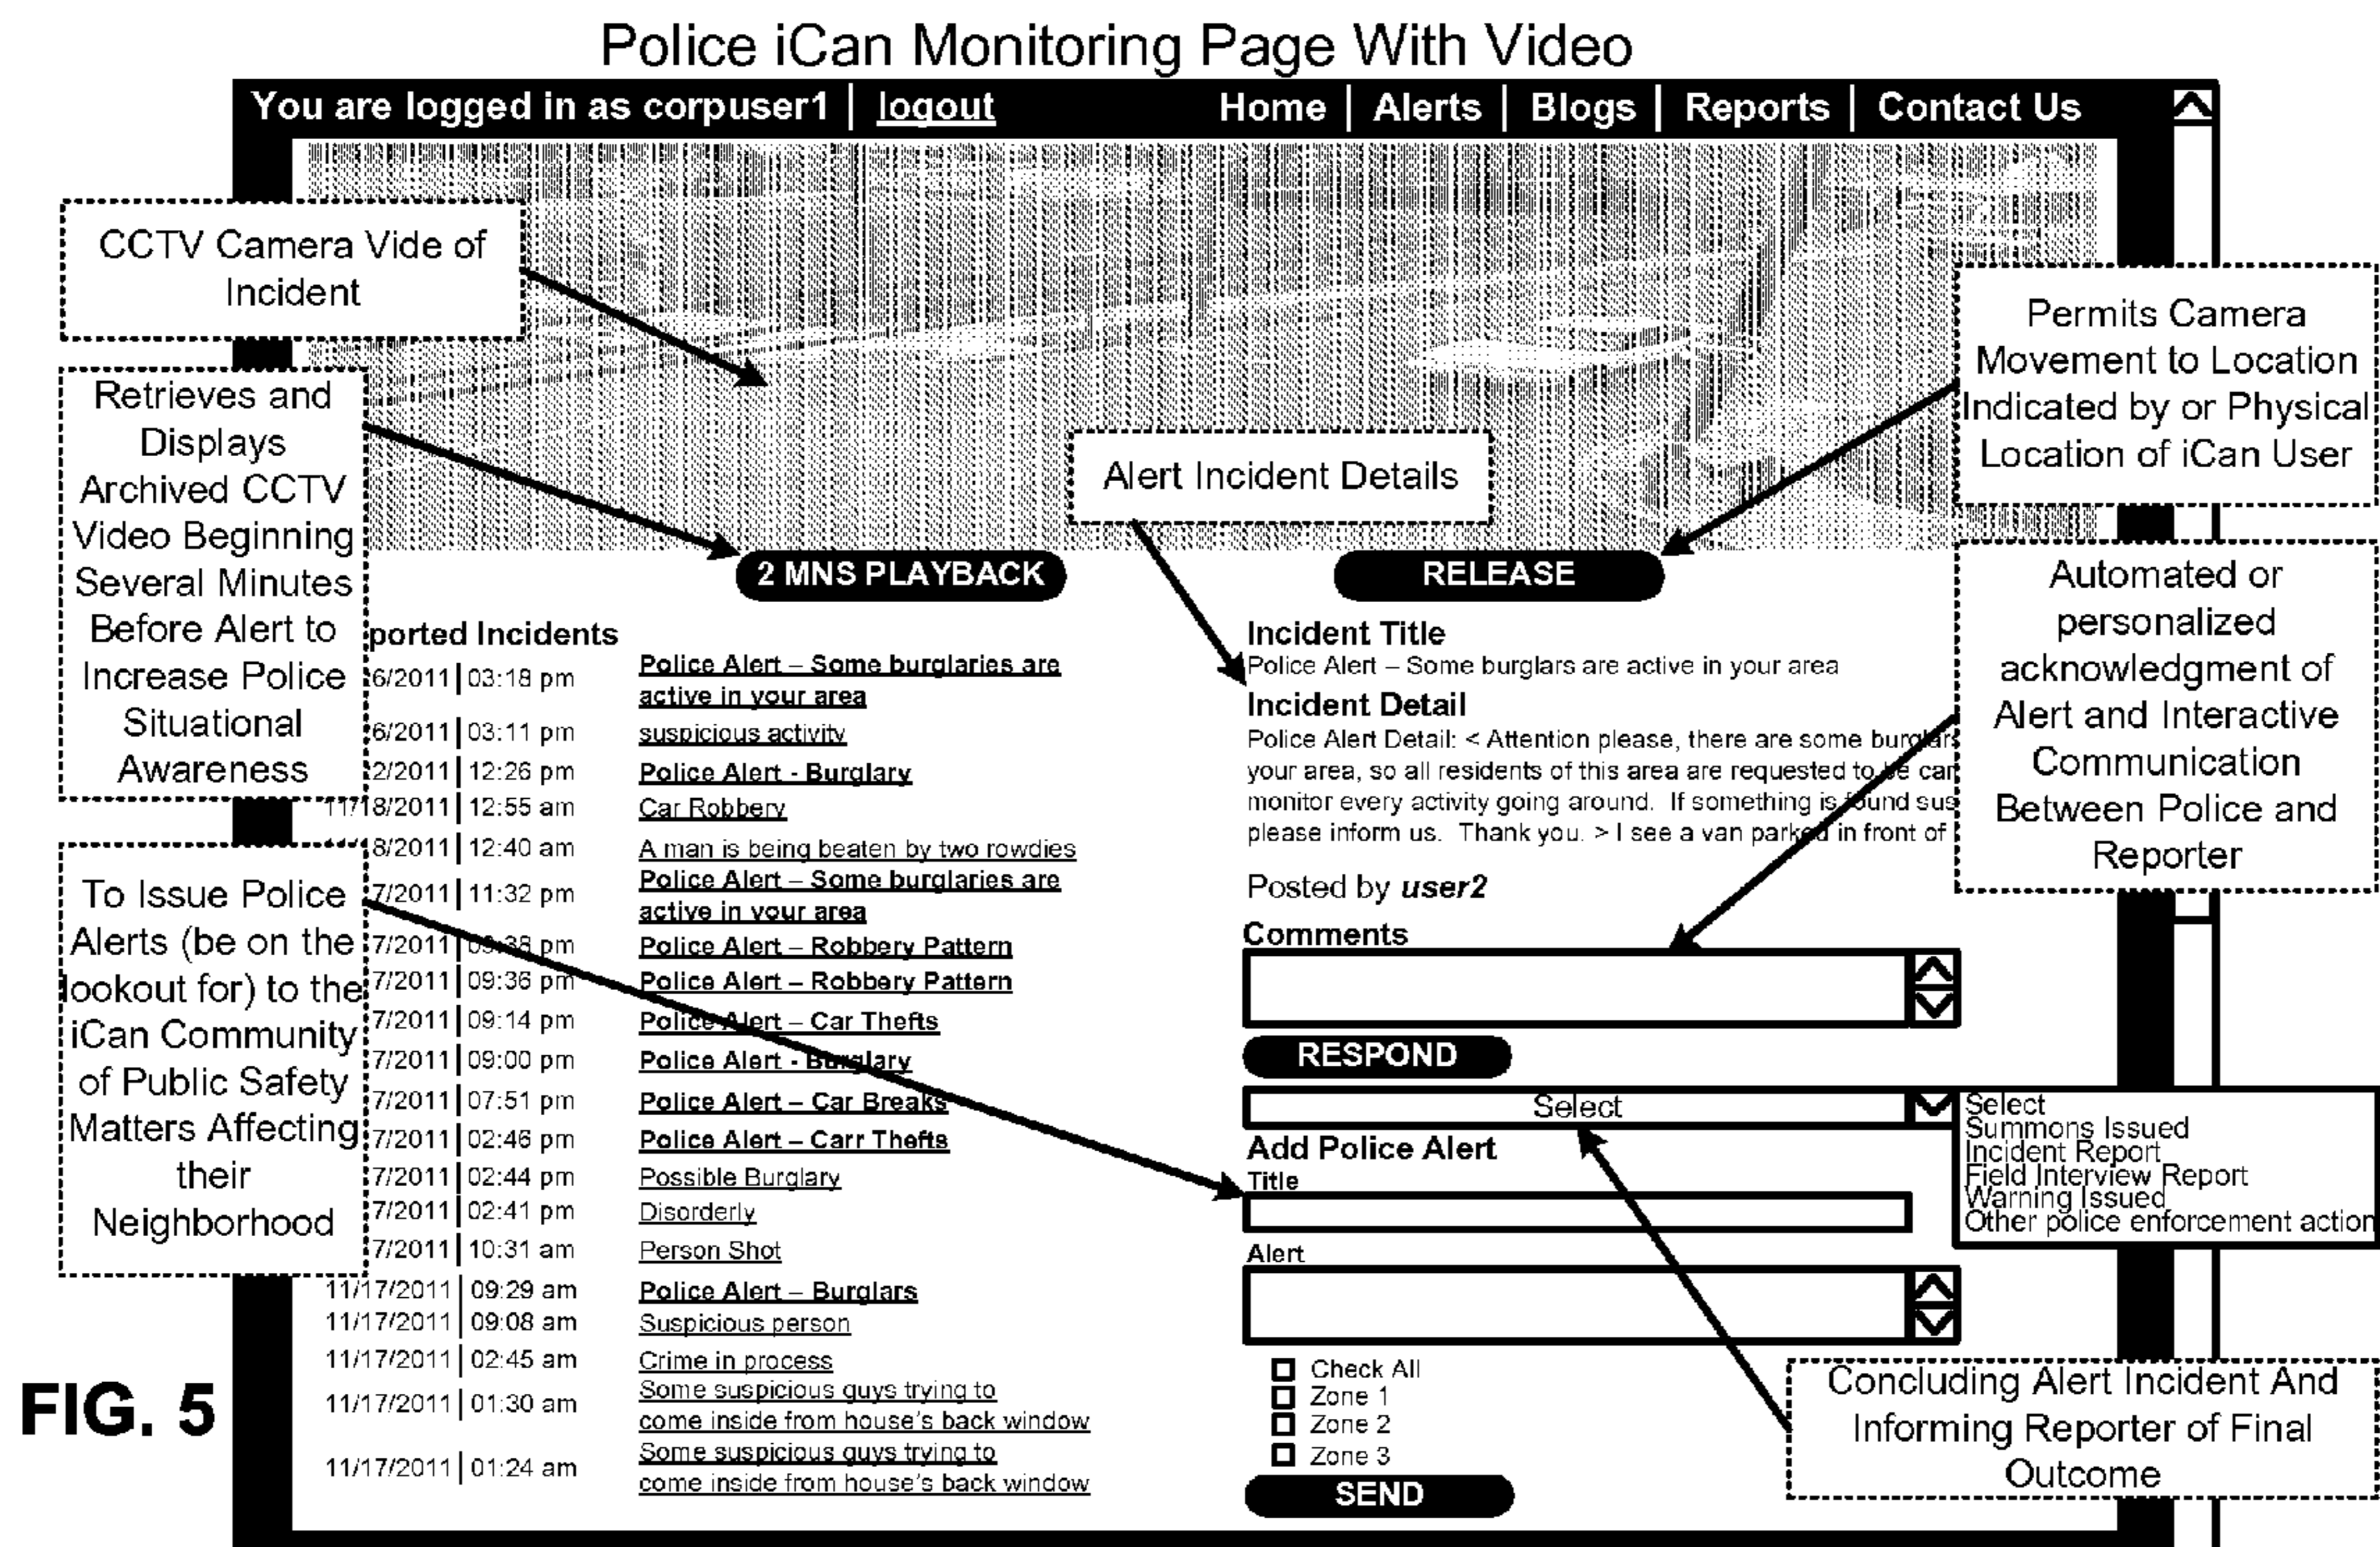 Police iCan Monitoring Page With Video
You are logged in as corpuser1 | logout
Home | Alerts | Blogs | Reports | Contact Us
CCTV Camera Vide of
Incident
Retrieves and
Displays
Archived CCTV
Video Beginning
Several Minutes
Before Alert to
Increase Police
Situational
Awareness
To Issue Police
Alerts (be on the
lookout for) to the
iCan Community
of Public Safety
Matters Affecting
their
Neighborhood
Alert Incident Details
Permits Camera
Movement to Location
Indicated by or Physical
Location of iCan User
Automated or
personalized
acknowledgment of
Alert and Interactive
Communication
Between Police and
Reporter
2 MNS PLAYBACK
RELEASE
ported Incidents
6/2011 | 03:18 pm Police Alert – Some burglaries are
active in your area
6/2011 | 03:11 pm suspicious activity
2/2011 | 12:26 pm Police Alert - Burglary
11/18/2011 | 12:55 am Car Robbery
8/2011 | 12:40 am A man is being beaten by two rowdies
7/2011 | 11:32 pm Police Alert – Some burglaries are
active in your area
7/2011 | 09:38 pm Police Alert – Robbery Pattern
7/2011 | 09:36 pm Police Alert – Robbery Pattern
7/2011 | 09:14 pm Police Alert – Car Thefts
7/2011 | 09:00 pm Police Alert - Burglary
7/2011 | 07:51 pm Police Alert – Car Breaks
7/2011 | 02:46 pm Police Alert – Carr Thefts
7/2011 | 02:44 pm Possible Burglary
7/2011 | 02:41 pm Disorderly
7/2011 | 10:31 am Person Shot
11/17/2011 | 09:29 am Police Alert – Burglars
11/17/2011 | 09:08 am Suspicious person
11/17/2011 | 02:45 am Crime in process
11/17/2011 | 01:30 am Some suspicious guys trying to
come inside from house's back window
11/17/2011 | 01:24 am Some suspicious guys trying to
come inside from house's back window
Incident Title
Police Alert – Some burglars are active in your area
Incident Detail
Police Alert Detail: < Attention please, there are some burglars
your area, so all residents of this area are requested to be car
monitor every activity going around. If something is found sus
please inform us. Thank you. > I see a van parked in front of
Posted by user2
Comments
RESPOND
Select
Select
Summons Issued
Incident Report
Field Interview Report
Warning Issued
Other police enforcement action
Add Police Alert
Title
Alert
Check All
Zone 1
Zone 2
Zone 3
SEND
Concluding Alert Incident And
Informing Reporter of Final
Outcome
FIG. 5